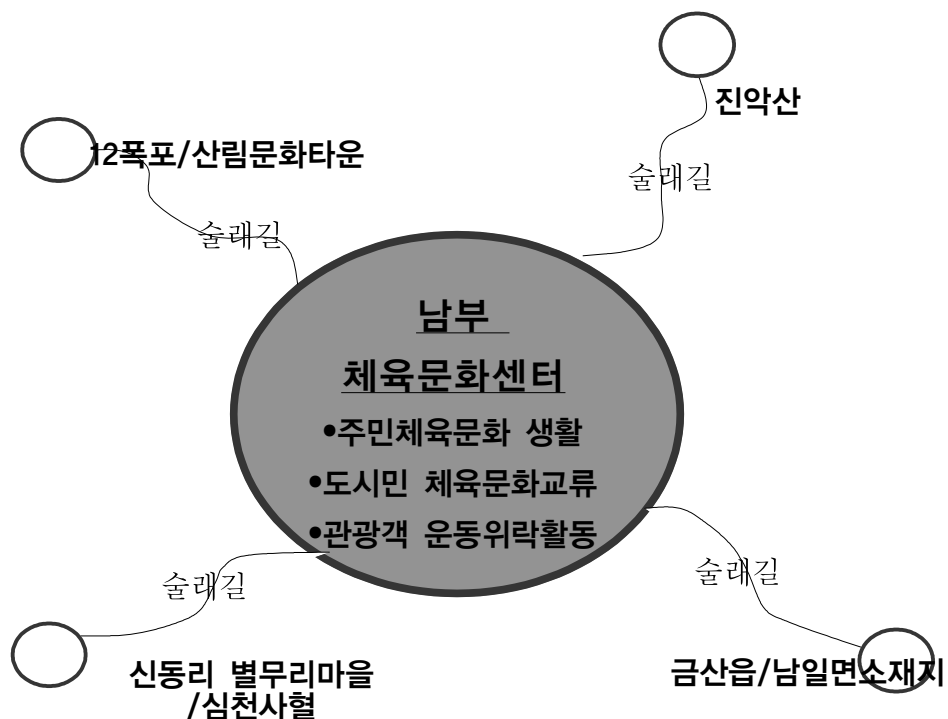 진악산
12폭포/산림문화타운
술래길
술래길
남부
체육문화센터
•주민체육문화 생활
•도시민 체육문화교류
•관광객 운동위락활동
술래길
술래길
신동리 별무리마을
/심천사혈
금산읍/남일면소재지